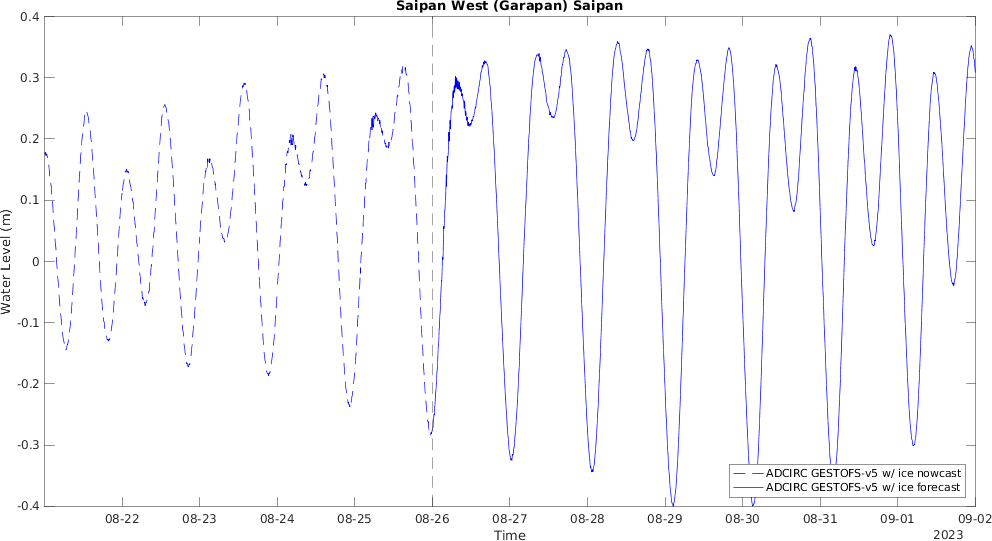 Saipan West (Garapan) Saipan
Water Level (m)
0.4
0.3
0.2
0.1
0
-0.1
-0.2
-0.3
-0.4
ADCIRC GESTOFS-v5 w/ ice nowcast
ADCIRC GESTOFS-v5 w/ ice forecast
08-22 08-23 08-24 08-25 08-26 08-27 08-28 08-29 08-30 08-31 09-01 09-02
Time
2023